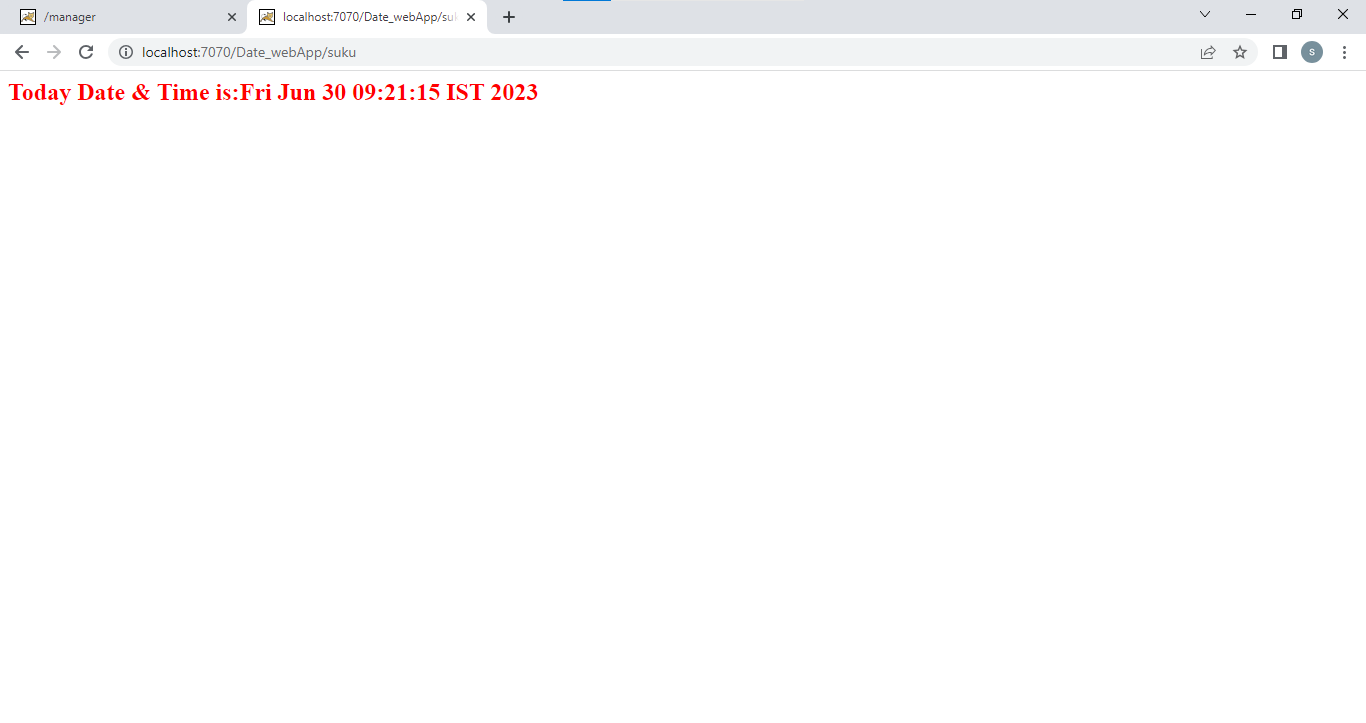 /manager
localhost:7070/Date_webApp/suk
localhost:7070/Date_webApp/suku
s
Today Date & Time is:Fri Jun 30 09:21:15 IST 2023